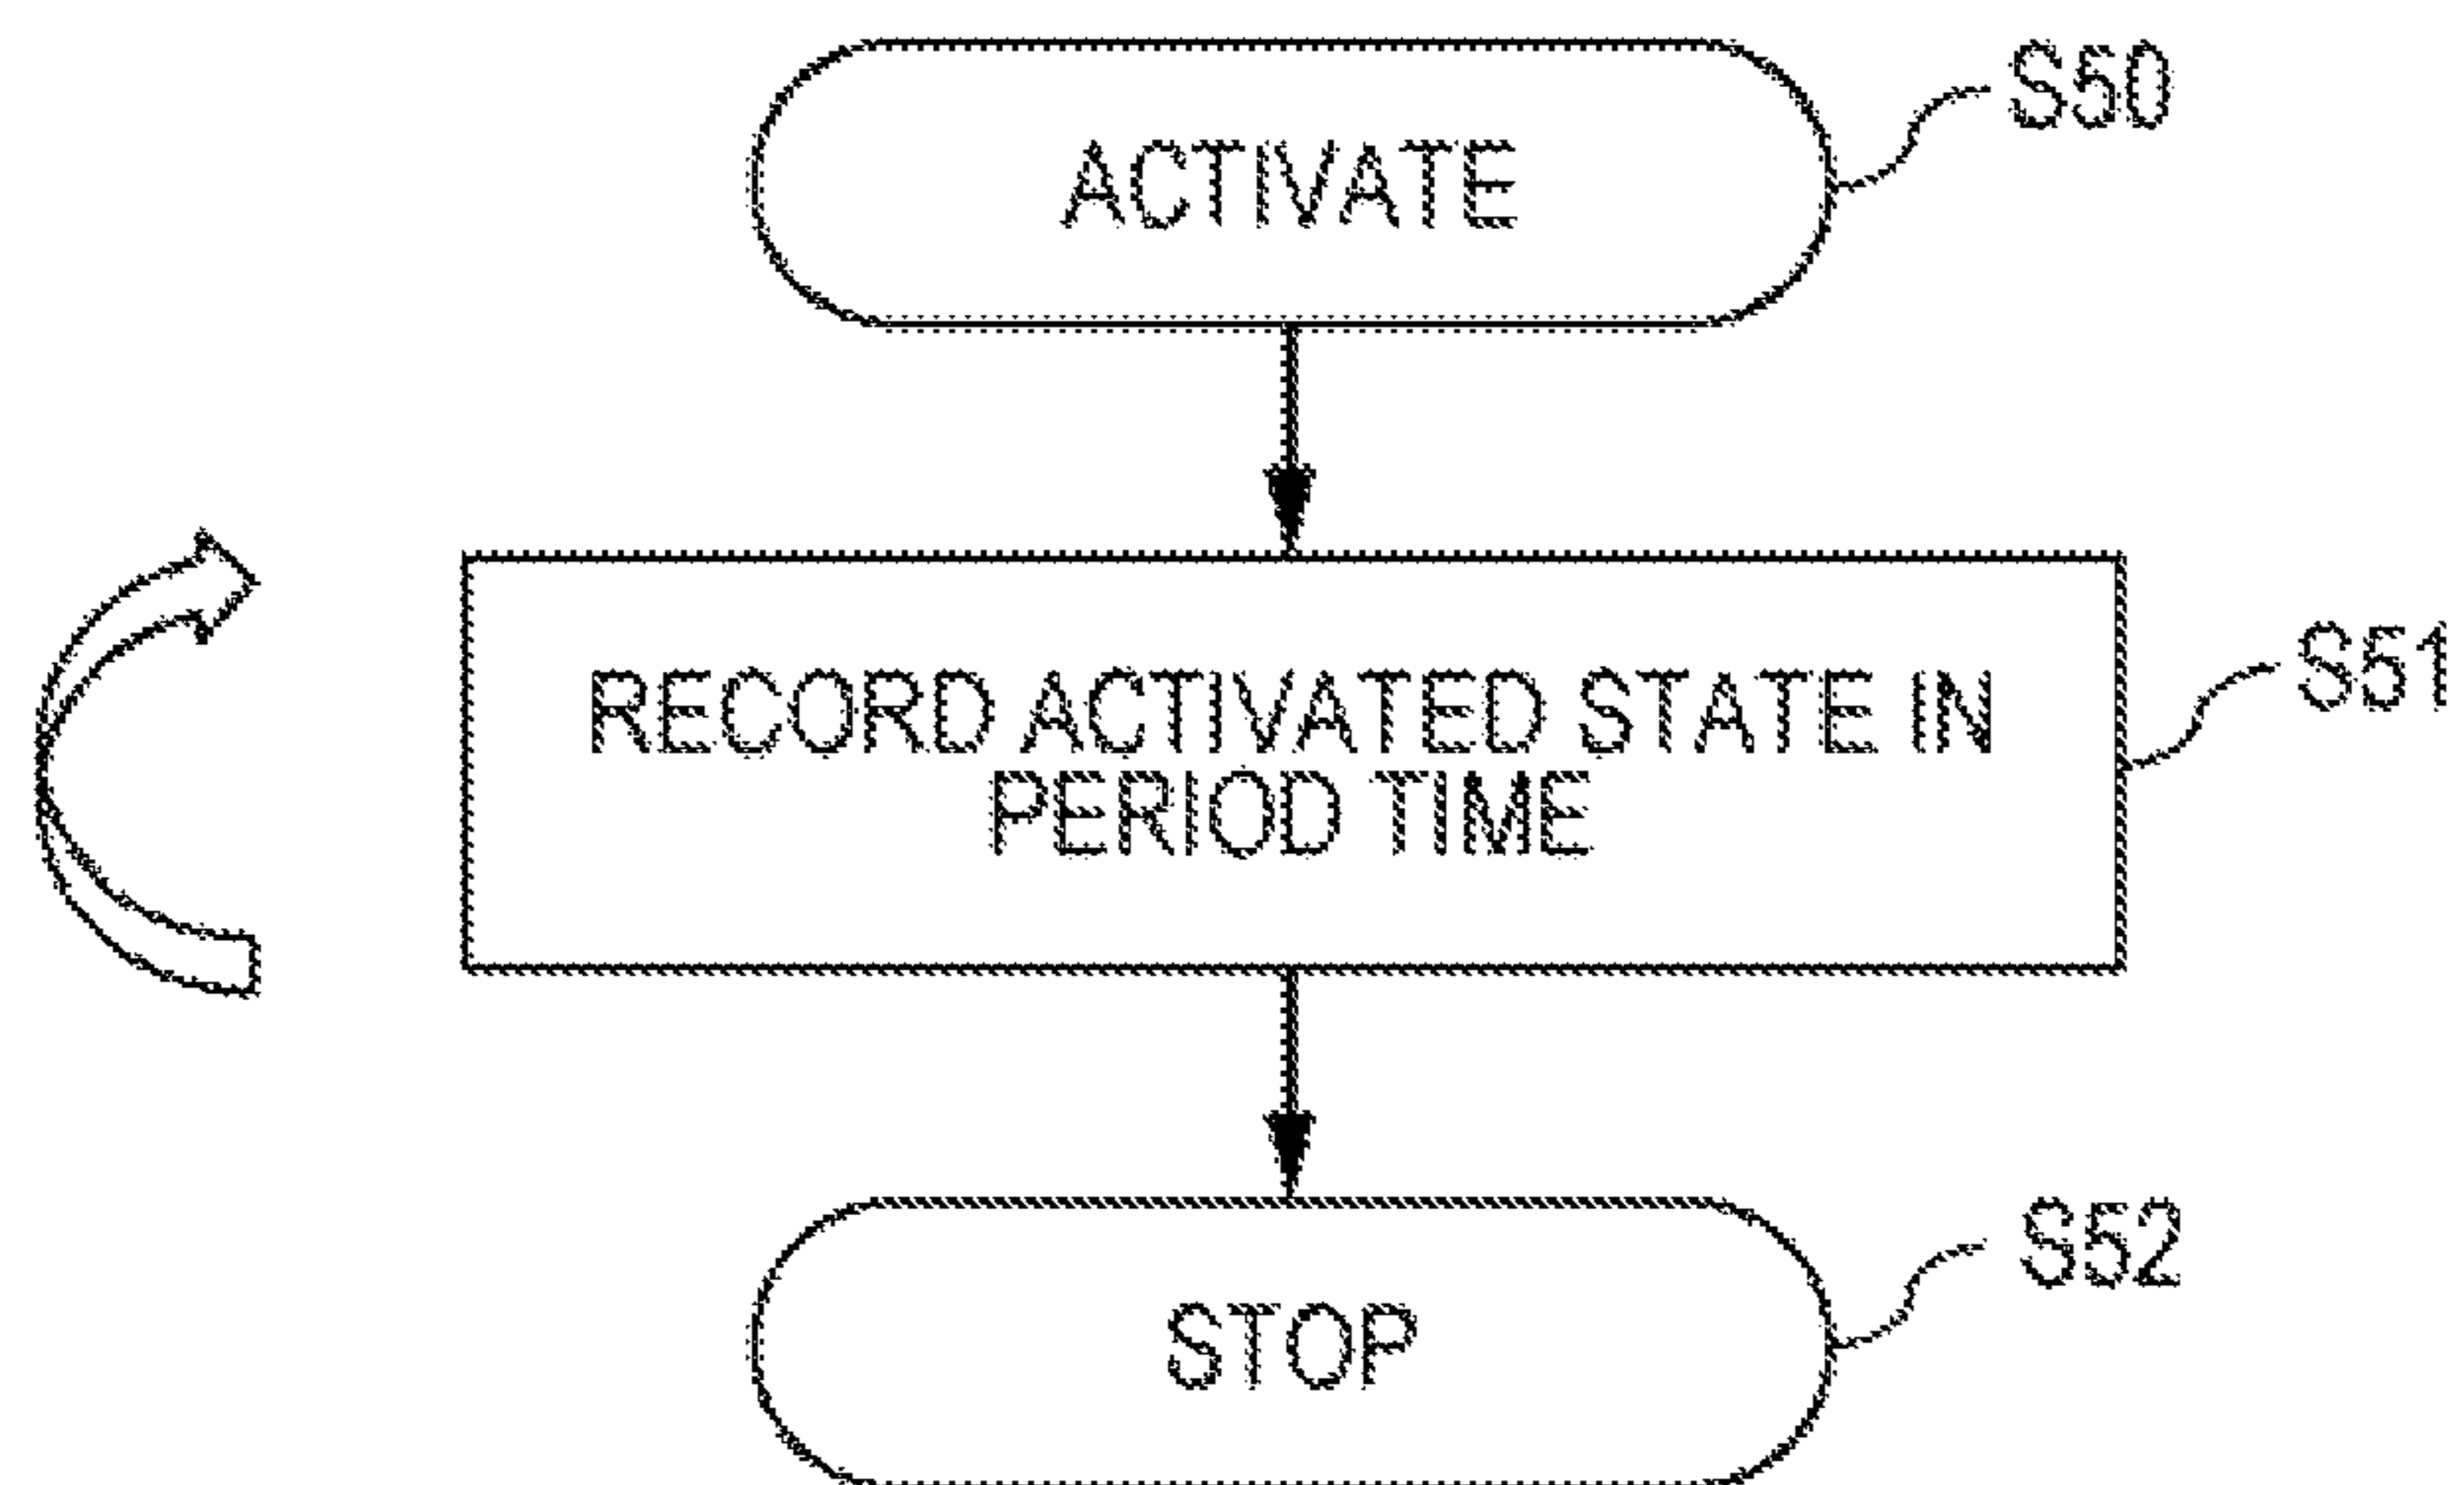 ACTIVATE
S50
RECORD ACTIVATED STATE IN
PERIOD TIME
S51
STOP
S52